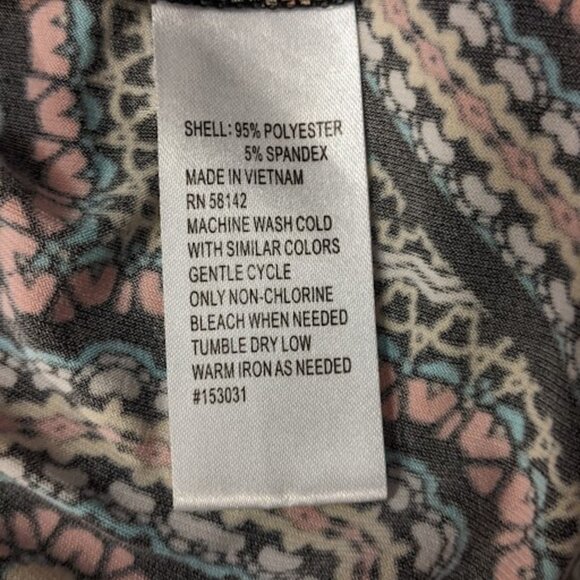 SHELL: 95% POLYESTER
5% SPANDEX
MADE IN VIETNAM
RN 58142
MACHINE WASH COLD
WITH SIMILAR COLORS
GENTLE CYCLE
ONLY NON-CHLORINE
BLEACH WHEN NEEDED
TUMBLE DRY LOW
WARM IRON AS NEEDED
#153031